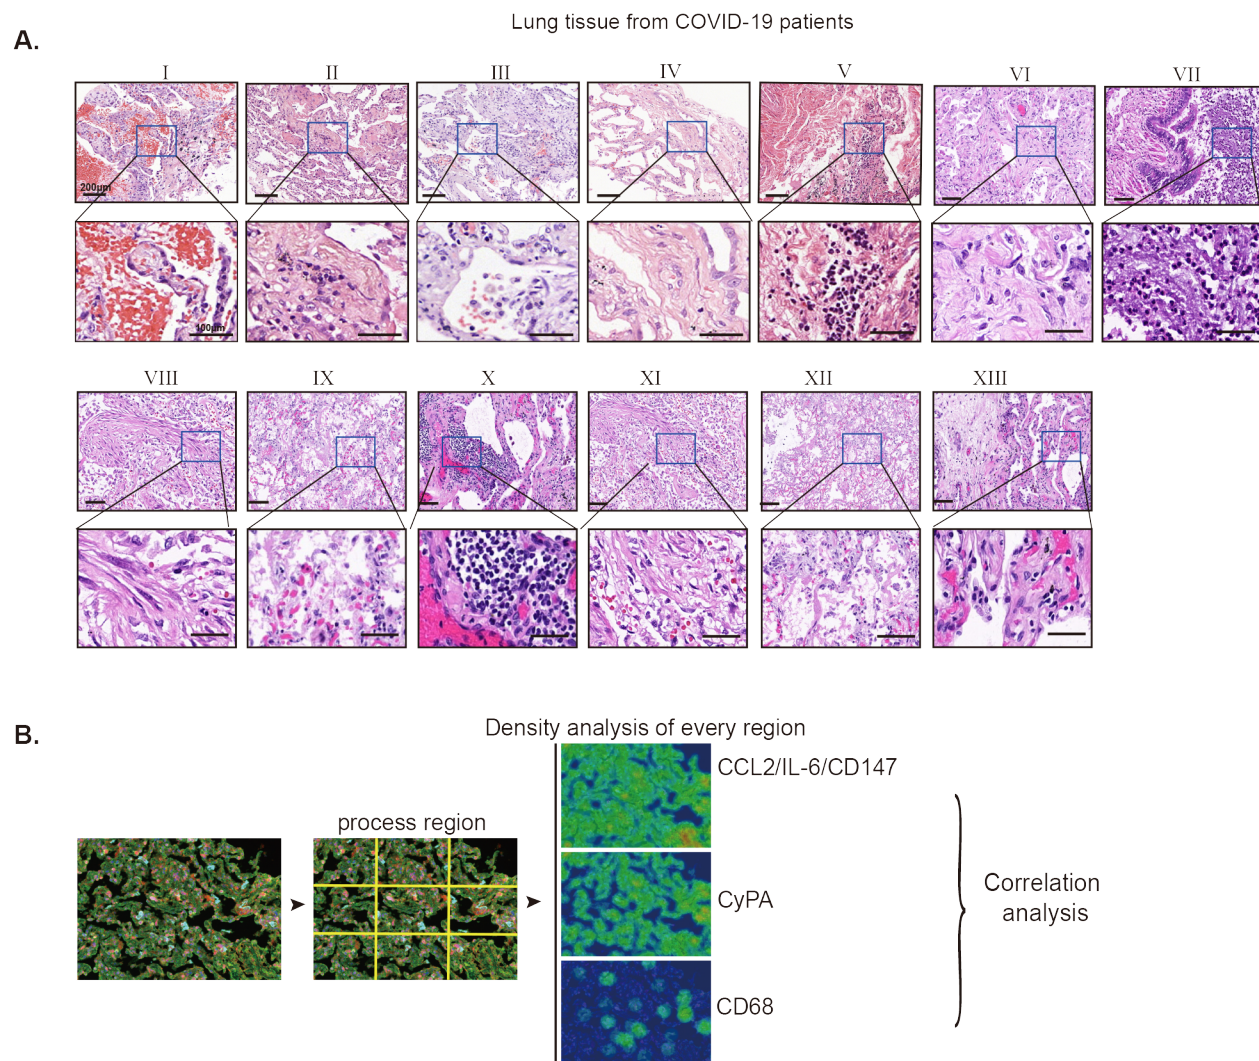 Lung tissue from COVID-19 patients
A.
I II III IV V VI VII
200μm
100μm
VIII IX X XI XII XIII
B.
Density analysis of every region
CCL2/IL-6/CD147
process region
CyPA
Correlation
analysis
CD68